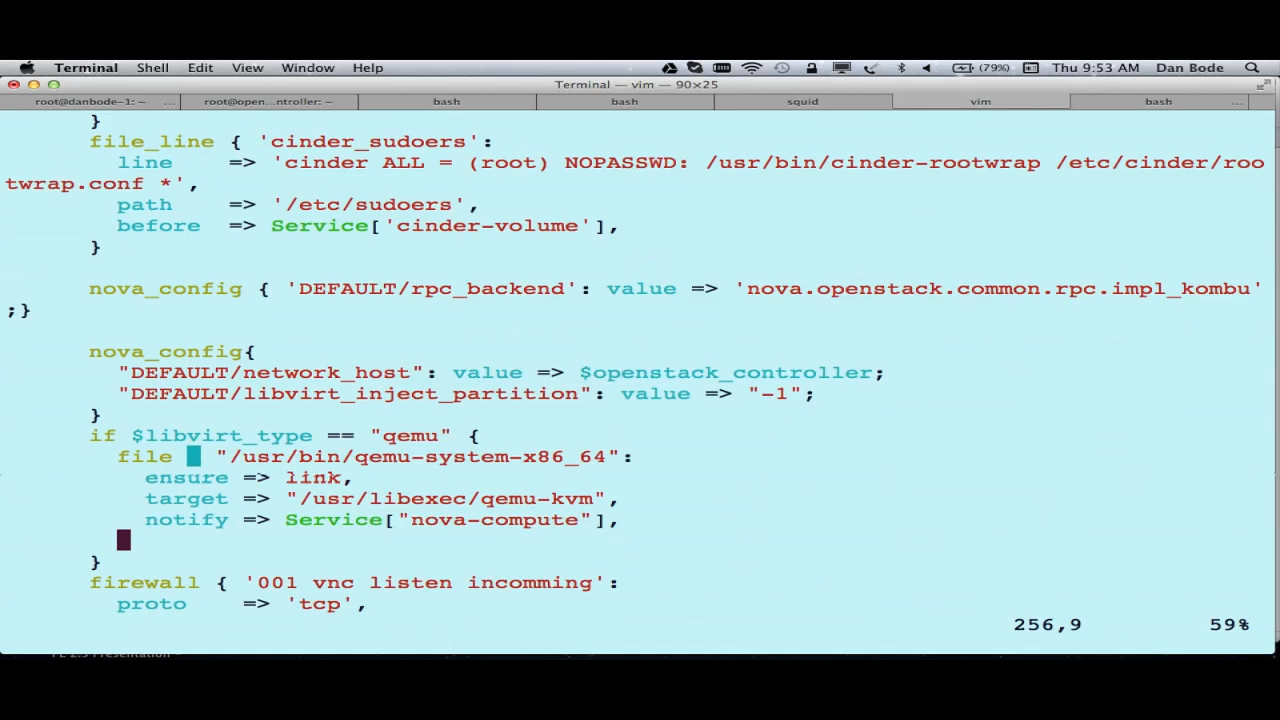 Terminal Shell Edit View Window Help (79%) Thu 9:53 AM Dan Bode
Terminal — vim — 90×25
root@danbode-1: ~ ... root@open...ntroller: ~ bash bash squid vim bash ...
}
file_line { 'cinder_sudoers':
line => 'cinder ALL = (root) NOPASSWD: /usr/bin/cinder-rootwrap /etc/cinder/roo
twrap.conf *',
path => '/etc/sudoers',
before => Service['cinder-volume'],
}
nova_config { 'DEFAULT/rpc_backend': value => 'nova.openstack.common.rpc.impl_kombu'
;}
nova_config{
"DEFAULT/network_host": value => $openstack_controller;
"DEFAULT/libvirt_inject_partition": value => "-1";
}
if $libvirt_type == "qemu" {
file "/usr/bin/qemu-system-x86_64":
ensure => link,
target => "/usr/libexec/qemu-kvm",
notify => Service["nova-compute"],
}
firewall { '001 vnc listen incomming':
proto => 'tcp',
256,9 59%